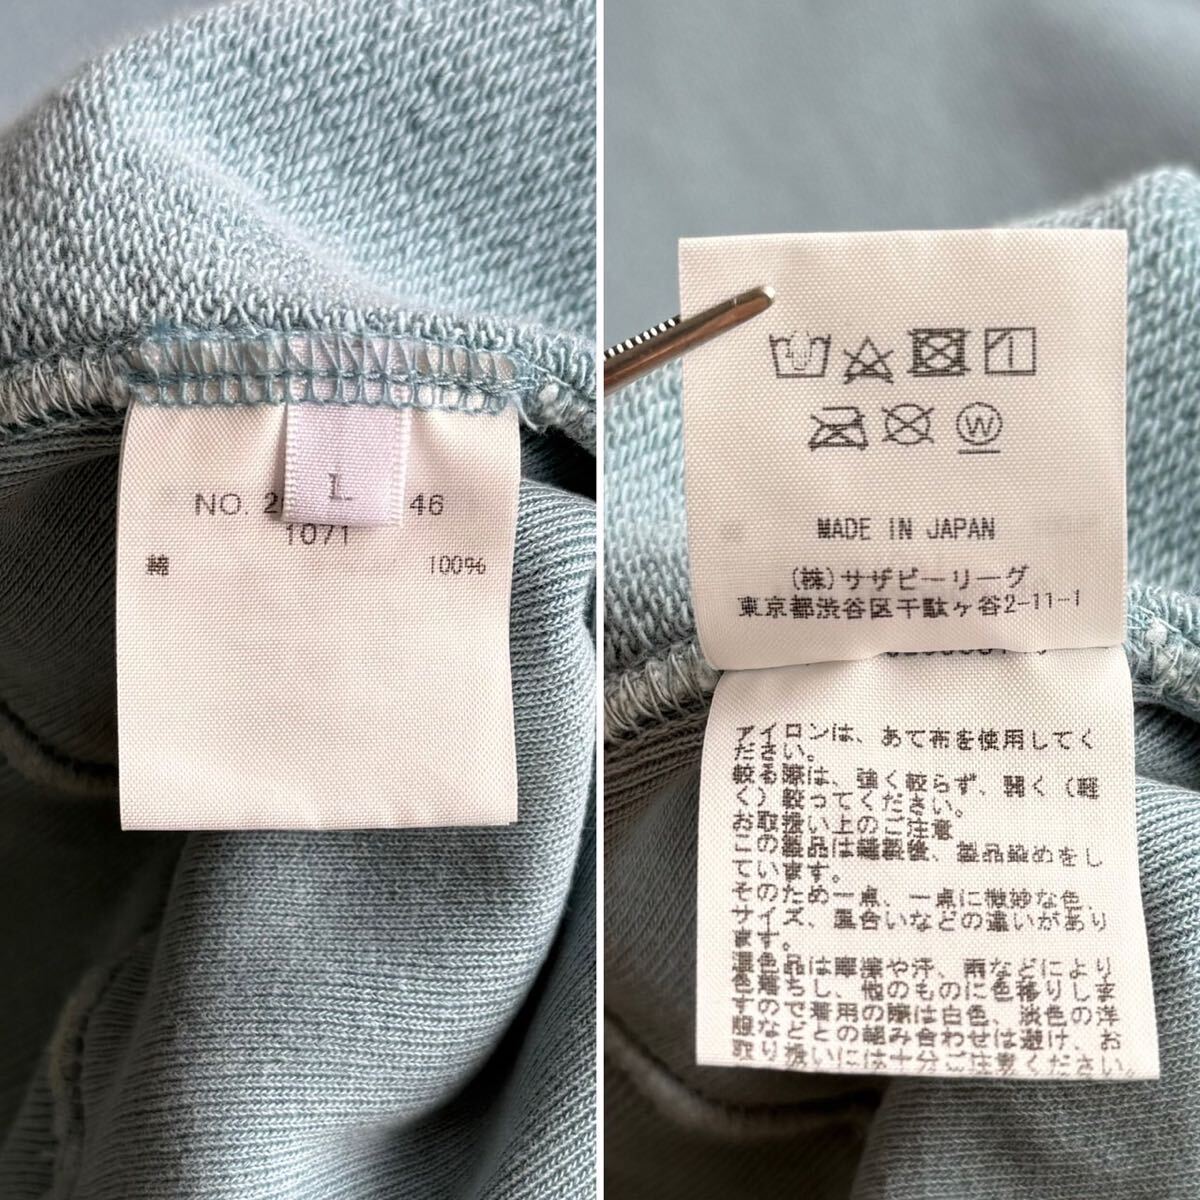 L
NO. 2 46
1071
綿 100%
W
MADE IN JAPAN
(株)サザビーリーグ
東京都渋谷区千駄ヶ谷2-11-1
アイロンは、あて布を使用してく
ださい。
絞る際は、強く絞らず、弱く(軽
く)絞ってください。
お取扱い上のご注意
この製品は縫製後、製品染めをし
ています。
そのため一点、一点に微妙な色、
サイズ、風合いなどの違いがあり
ます。
濃色品は摩擦や汗、雨などにより
色落ちし、他のものに色移りしま
すので着用の際は白色、淡色の洋
服などとの組み合わせは避け、お
取り扱いには十分ご注意ください。